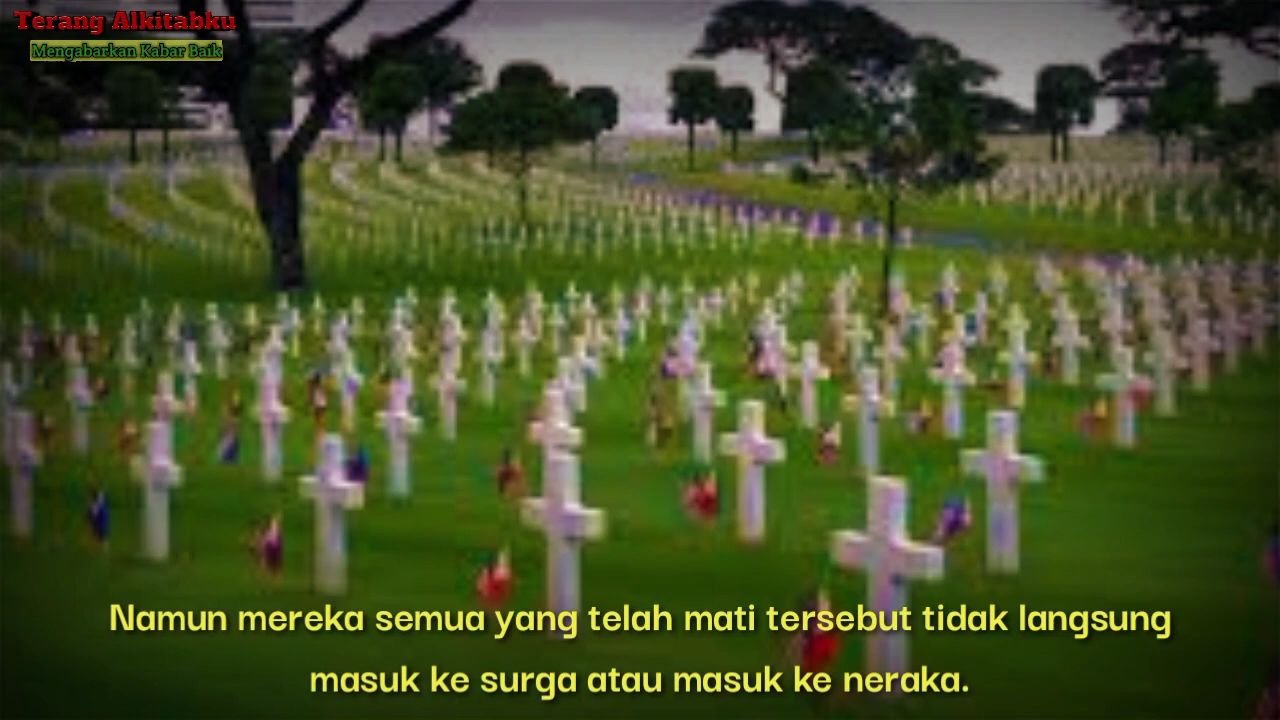 Terang Alkitabku
Mengabarkan Kabar Baik
Namun mereka semua yang telah mati tersebut tidak langsung
masuk ke surga atau masuk ke neraka.